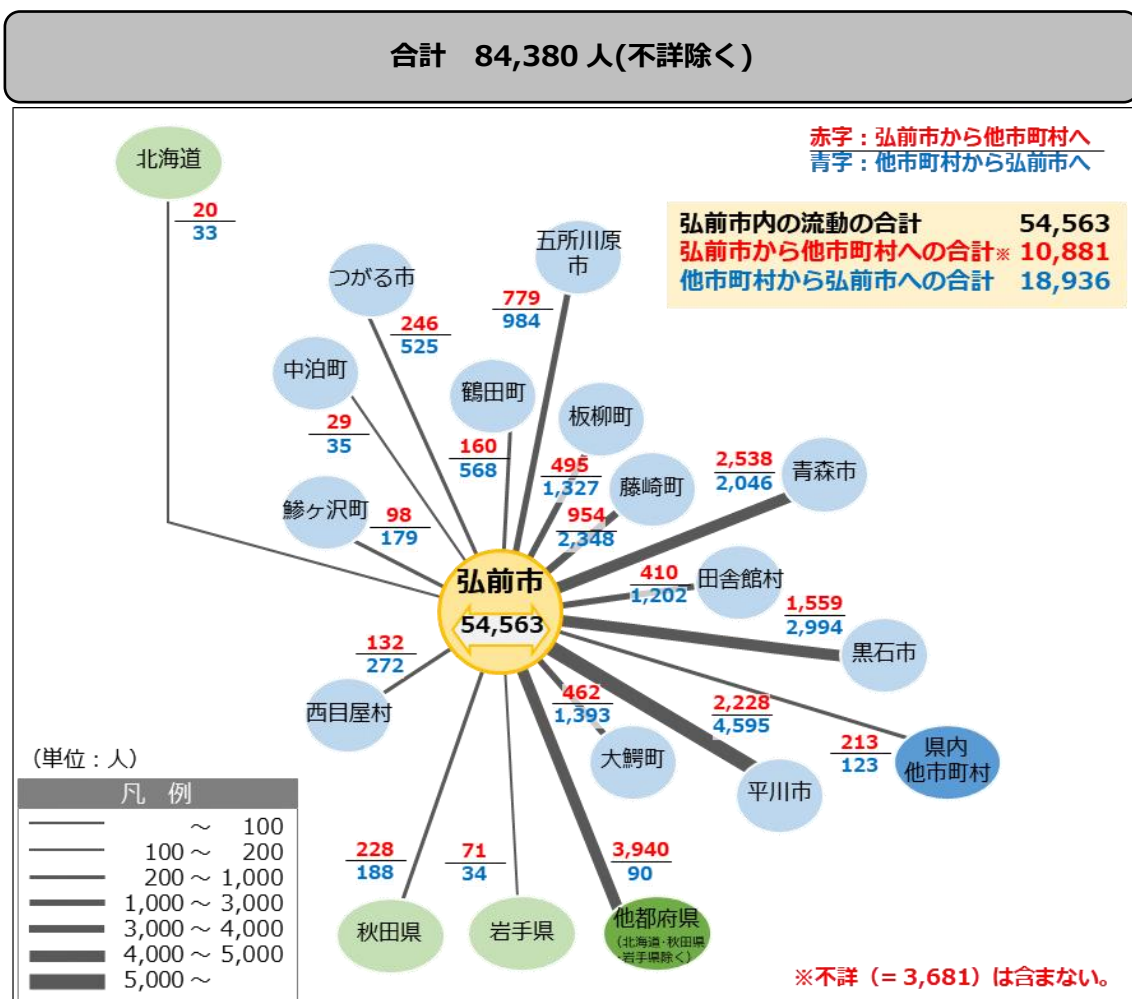 合計　84,380 人(不詳除く)
赤字：弘前市から他市町村へ
青字：他市町村から弘前市へ
弘前市内の流動の合計 54,563
弘前市から他市町村への合計※ 10,881
他市町村から弘前市への合計 18,936
北海道
20
33
五所川原
市
779
984
つがる市
246
525
中泊町
29
35
鶴田町
160
568
板柳町
495
1,327
藤崎町
954
2,348
青森市
2,538
2,046
鰺ヶ沢町
98
179
田舎館村
410
1,202
弘前市
54,563
黒石市
1,559
2,994
西目屋村
132
272
大鰐町
462
1,393
平川市
2,228
4,595
県内
他市町村
213
123
秋田県
228
188
岩手県
71
34
他都府県
（北海道・秋田県
・岩手県除く）
3,940
90
（単位：人）
凡　例
～　100
100 ～　200
200 ～ 1,000
1,000 ～ 3,000
3,000 ～ 4,000
4,000 ～ 5,000
5,000 ～
※不詳（= 3,681）は含まない。